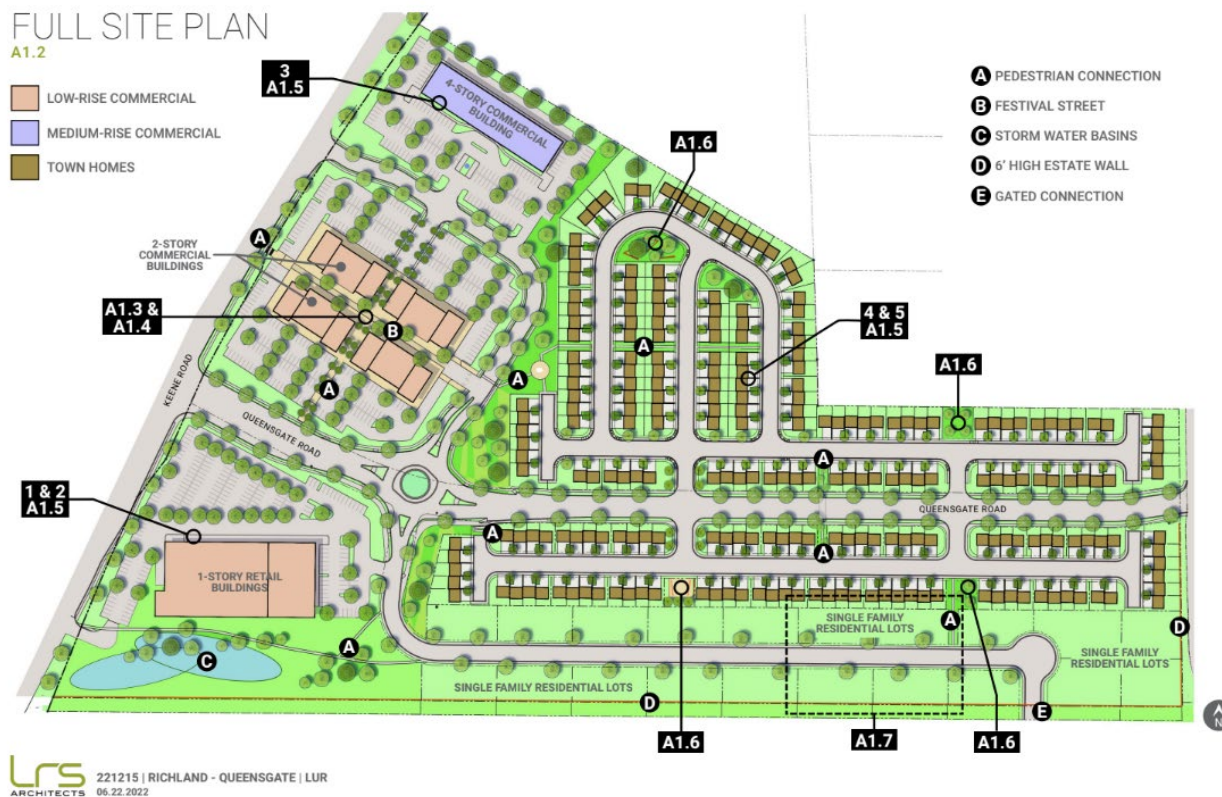 FULL SITE PLAN
A1.2
LOW-RISE COMMERCIAL
MEDIUM-RISE COMMERCIAL
TOWN HOMES
A PEDESTRIAN CONNECTION
B FESTIVAL STREET
C STORM WATER BASINS
D 6' HIGH ESTATE WALL
E GATED CONNECTION
3
A1.5
4-STORY COMMERCIAL
BUILDING
A1.6
A
2-STORY
COMMERCIAL
BUILDINGS
A1.3 &
A1.4
B
A
4 & 5
A1.5
A
A
A1.6
KEENE ROAD
QUEENSGATE ROAD
A
1 & 2
A1.5
QUEENSGATE ROAD
A
A
1-STORY RETAIL
BUILDINGS
SINGLE FAMILY
RESIDENTIAL LOTS
A
D
A
C
SINGLE FAMILY
RESIDENTIAL LOTS
SINGLE FAMILY RESIDENTIAL LOTS
D
E
A1.6
A1.7
A1.6
N
LRS
ARCHITECTS
221215 | RICHLAND - QUEENSGATE | LUR
06.22.2022